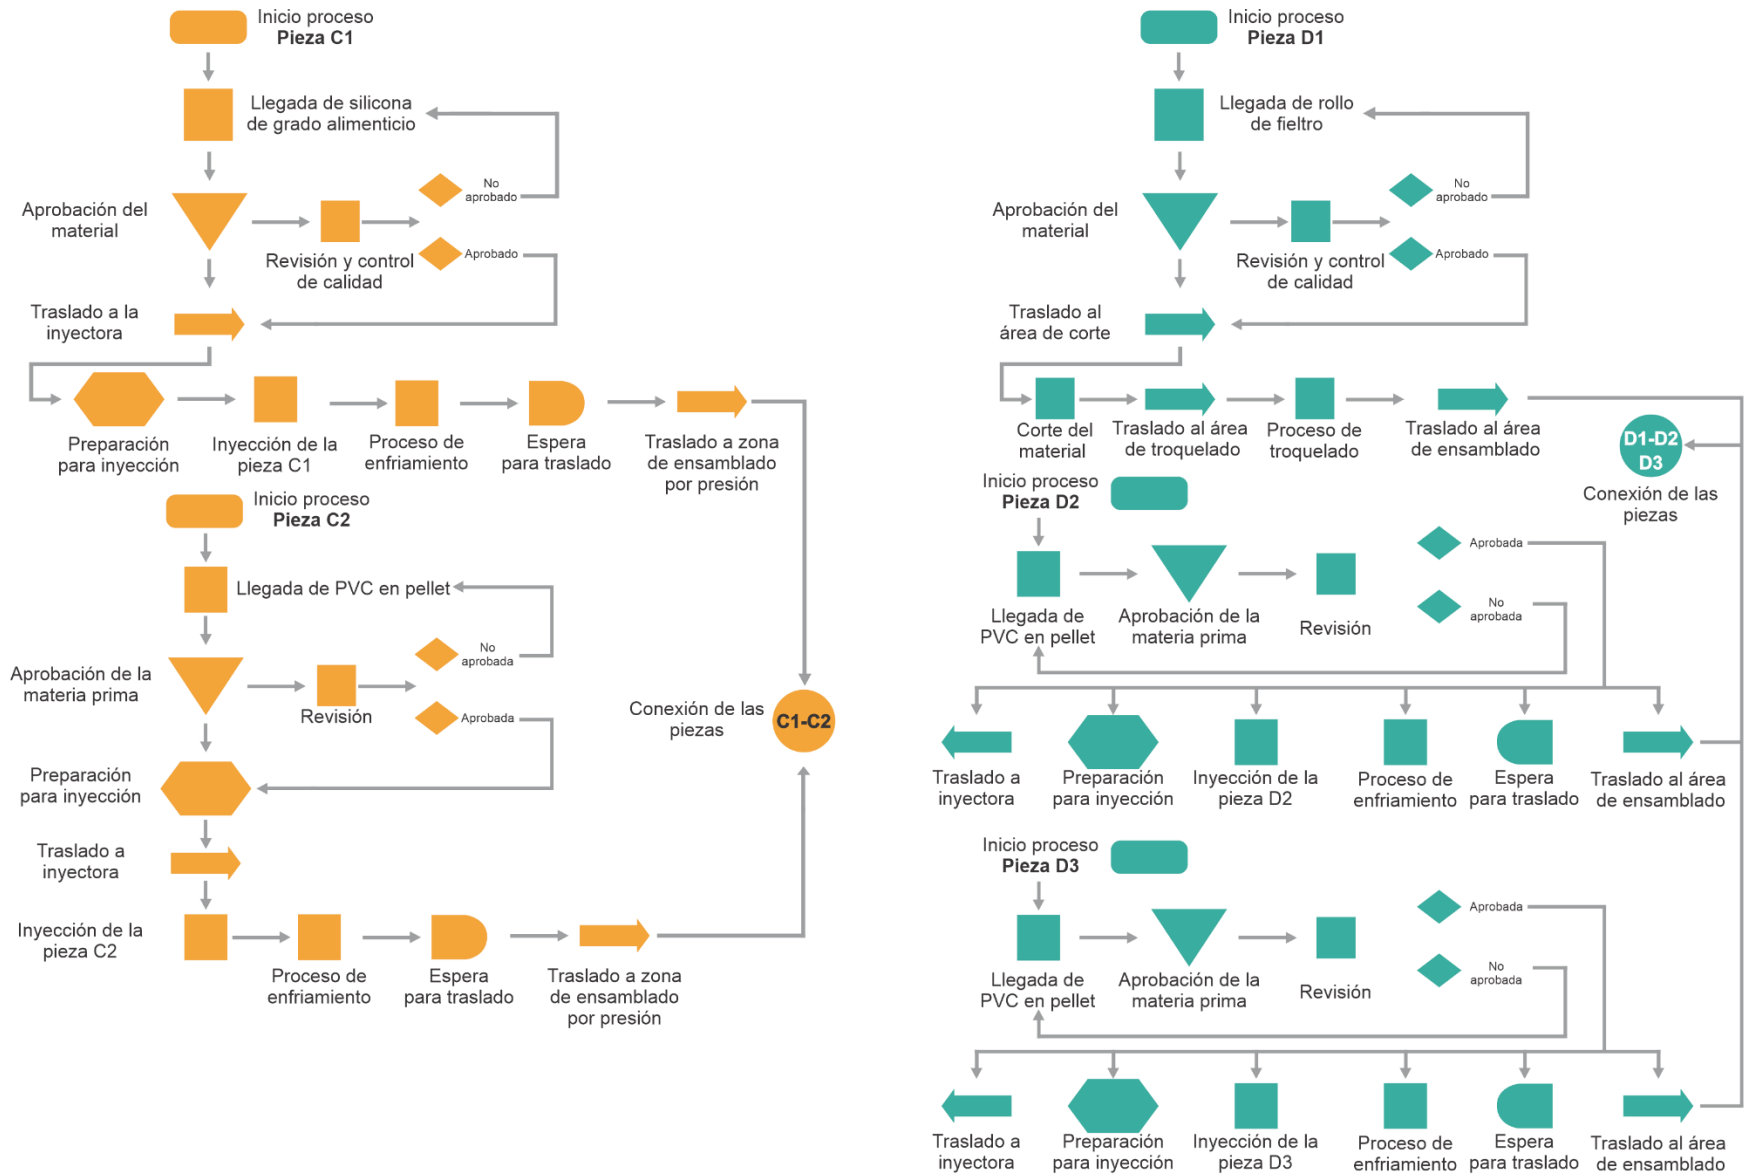 Inicio proceso
Pieza C1
Llegada de silicona
de grado alimenticio
No
aprobado
Aprobación del
material
Aprobado
Revisión y control
de calidad
Traslado a la
inyectora
Preparación
para inyección
Inyección de la
pieza C1
Proceso de
enfriamiento
Espera
para traslado
Traslado a zona
de ensamblado
por presión
Inicio proceso
Pieza C2
Llegada de PVC en pellet
No
aprobada
Aprobación de la
materia prima
Revisión
Aprobada
Conexión de las
piezas
C1-C2
Preparación
para inyección
Traslado a
inyectora
Inyección de la
pieza C2
Proceso de
enfriamiento
Espera
para traslado
Traslado a zona
de ensamblado
por presión
Inicio proceso
Pieza D1
Llegada de rollo
de fieltro
No
aprobado
Aprobación del
material
Aprobado
Revisión y control
de calidad
Traslado al
área de corte
Corte del
material
Traslado al área
de troquelado
Proceso de
troquelado
Traslado al área
de ensamblado
D1-D2
D3
Conexión de las
piezas
Inicio proceso
Pieza D2
Aprobada
No
aprobada
Llegada de
PVC en pellet
Aprobación de la
materia prima
Revisión
Traslado a
inyectora
Preparación
para inyección
Inyección de la
pieza D2
Proceso de
enfriamiento
Espera
para traslado
Traslado al área
de ensamblado
Inicio proceso
Pieza D3
Aprobada
No
aprobada
Llegada de
PVC en pellet
Aprobación de la
materia prima
Revisión
Traslado a
inyectora
Preparación
para inyección
Inyección de la
pieza D3
Proceso de
enfriamiento
Espera
para traslado
Traslado al área
de ensamblado